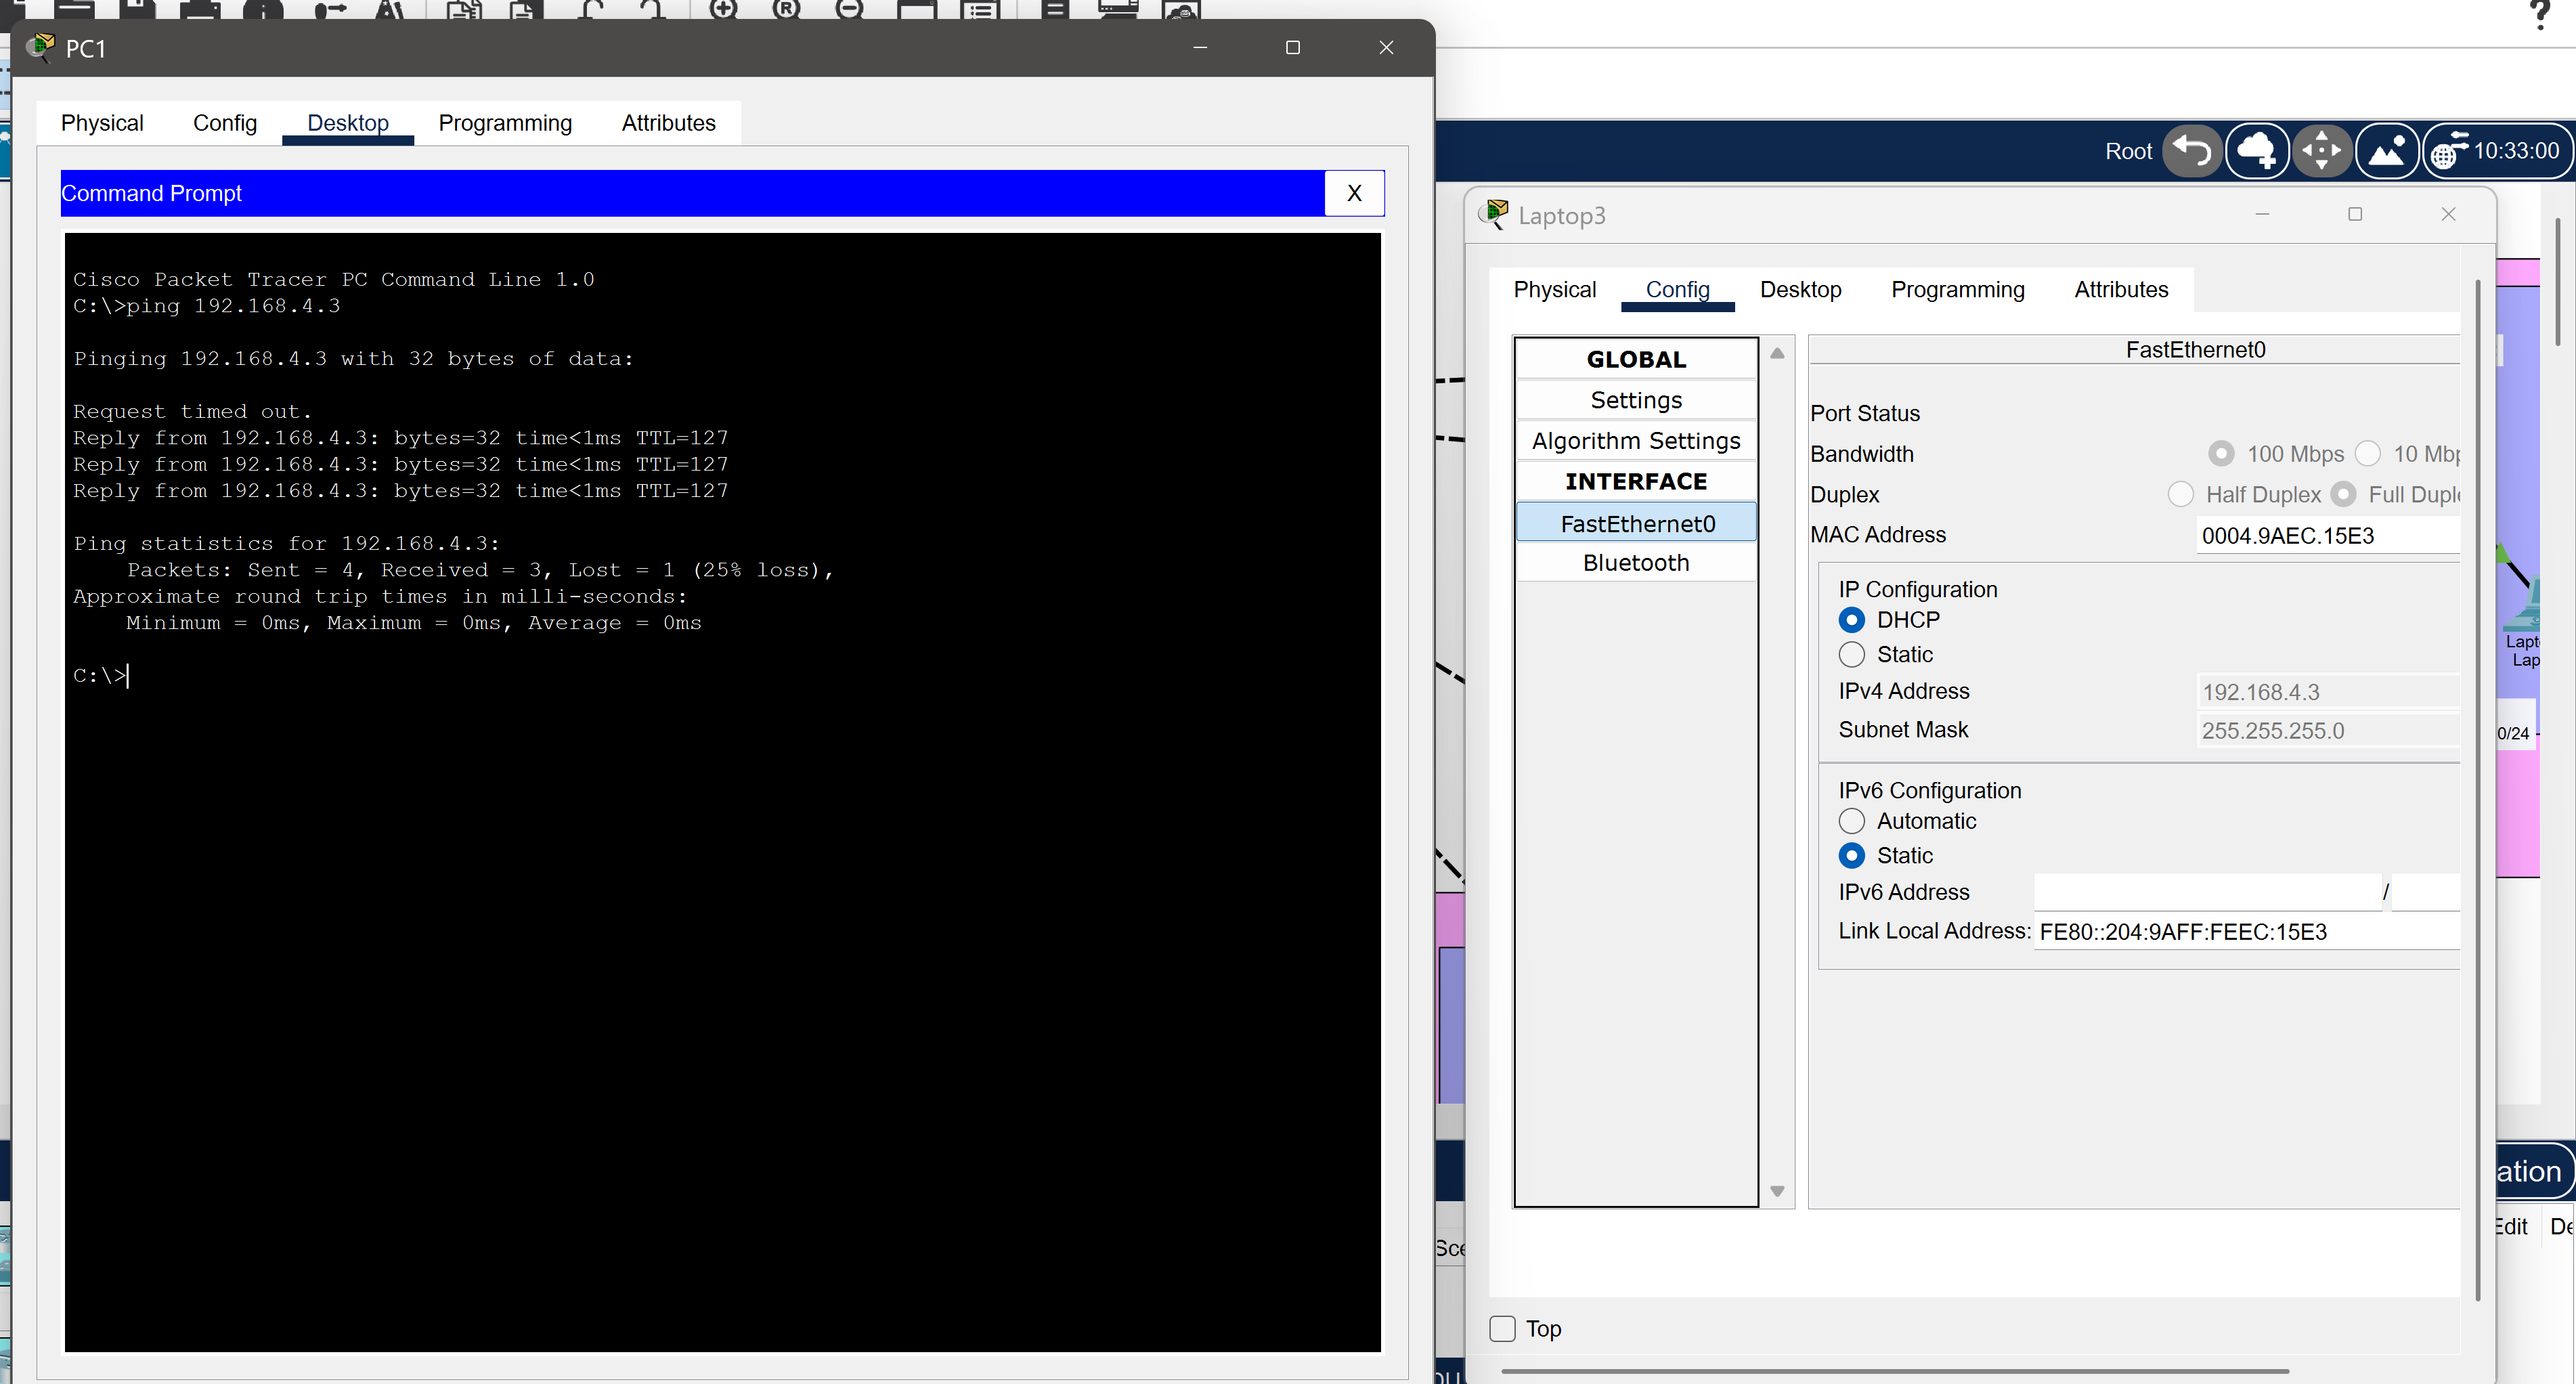 PC1
Physical Config Desktop Programming Attributes
Command Prompt X
Cisco Packet Tracer PC Command Line 1.0
C:\>ping 192.168.4.3
Pinging 192.168.4.3 with 32 bytes of data:
Request timed out.
Reply from 192.168.4.3: bytes=32 time<1ms TTL=127
Reply from 192.168.4.3: bytes=32 time<1ms TTL=127
Reply from 192.168.4.3: bytes=32 time<1ms TTL=127
Ping statistics for 192.168.4.3:
Packets: Sent = 4, Received = 3, Lost = 1 (25% loss),
Approximate round trip times in milli-seconds:
Minimum = 0ms, Maximum = 0ms, Average = 0ms
C:\>
Root 10:33:00
Laptop3
Physical Config Desktop Programming Attributes
GLOBAL
Settings
Algorithm Settings
INTERFACE
FastEthernet0
Bluetooth
FastEthernet0
Port Status
Bandwidth 100 Mbps 10 Mbp
Duplex Half Duplex Full Duple
MAC Address 0004.9AEC.15E3
IP Configuration
DHCP
Static
IPv4 Address 192.168.4.3
Subnet Mask 255.255.255.0
IPv6 Configuration
Automatic
Static
IPv6 Address /
Link Local Address: FE80::204:9AFF:FEEC:15E3
Top
Lapt
Lap
0/24
ation
Edit De
Sce